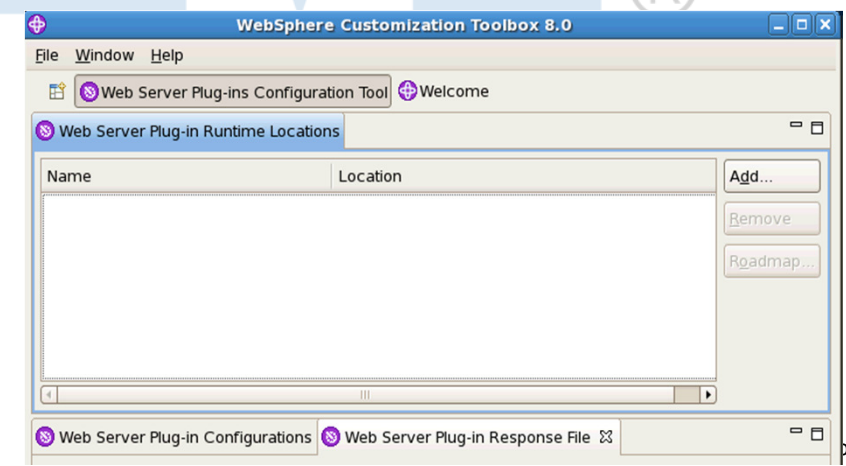 WebSphere Customization Toolbox 8.0
File Window Help
Web Server Plug-ins Configuration Tool Welcome
Web Server Plug-in Runtime Locations
Name Location Add...
Remove
Roadmap...
Web Server Plug-in Configurations Web Server Plug-in Response File